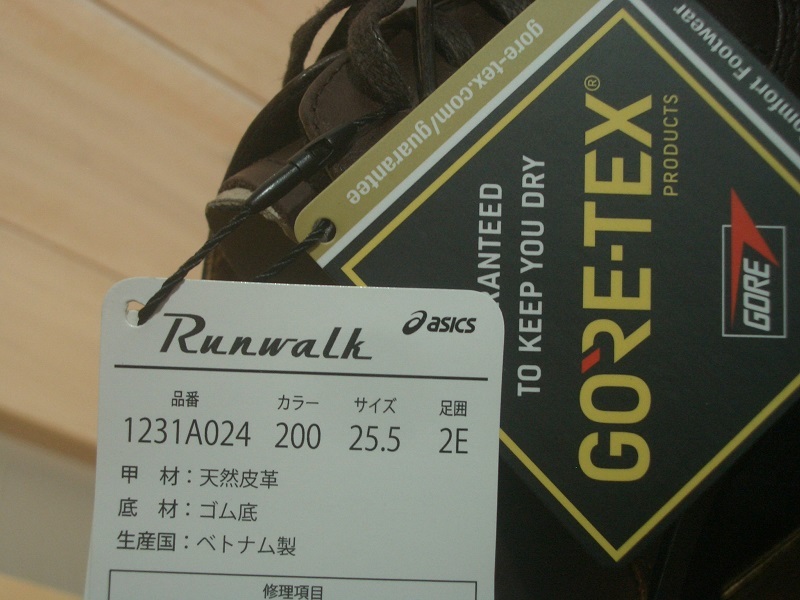 Runwalk
asics
品番 カラー サイズ 足囲
1231A024 200 25.5 2E
甲 材：天然皮革
底 材：ゴム底
生産国：ベトナム製
修理項目
gore-tex.com/guarantee
TO KEEP YOU DRY
GORE-TEX®
PRODUCTS
GORE
Footwear